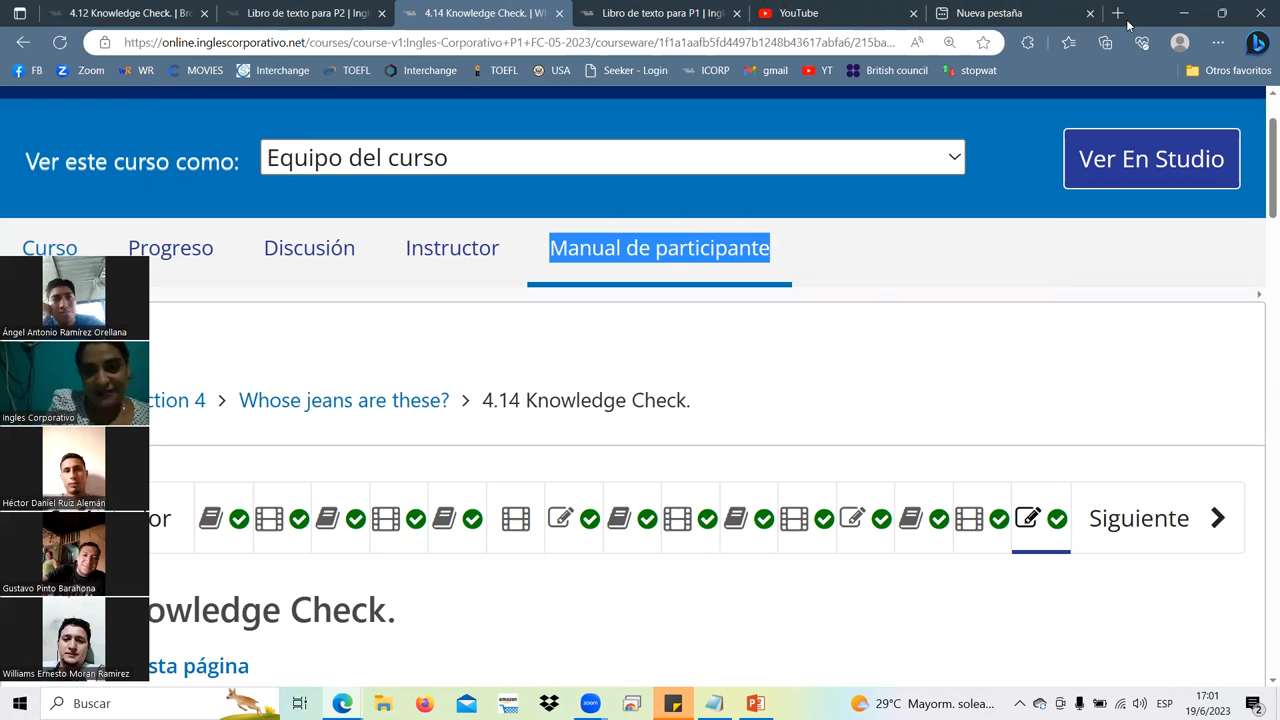 4.12 Knowledge Check. | Bro
Libro de texto para P2 | Ingl
4.14 Knowledge Check. | W
Libro de texto para P1 | Ingl
YouTube
Nueva pestaña
https://online.inglescorporativo.net/courses/course-v1:Ingles-Corporativo+P1+FC-05-2023/courseware/1f1a1aafb5fd4497b1248b43617abfa6/215ba...
FB
Zoom
WR
MOVIES
Interchange
TOEFL
Interchange
TOEFL
USA
Seeker - Login
ICORP
gmail
YT
British council
stopwat
Otros favoritos
Ver este curso como:
Equipo del curso
Ver En Studio
Curso
Progreso
Discusión
Instructor
Manual de participante
Ángel Antonio Ramírez Orellana
Ingles Corporativo
Héctor Daniel Ruiz Alemán
Gustavo Pinto Barahona
Williams Ernesto Moran Ramirez
ction 4 > Whose jeans are these? > 4.14 Knowledge Check.
or
Siguiente
owledge Check.
sta página
Buscar
29°C Mayorm. solea...
ESP
17:01
19/6/2023
2